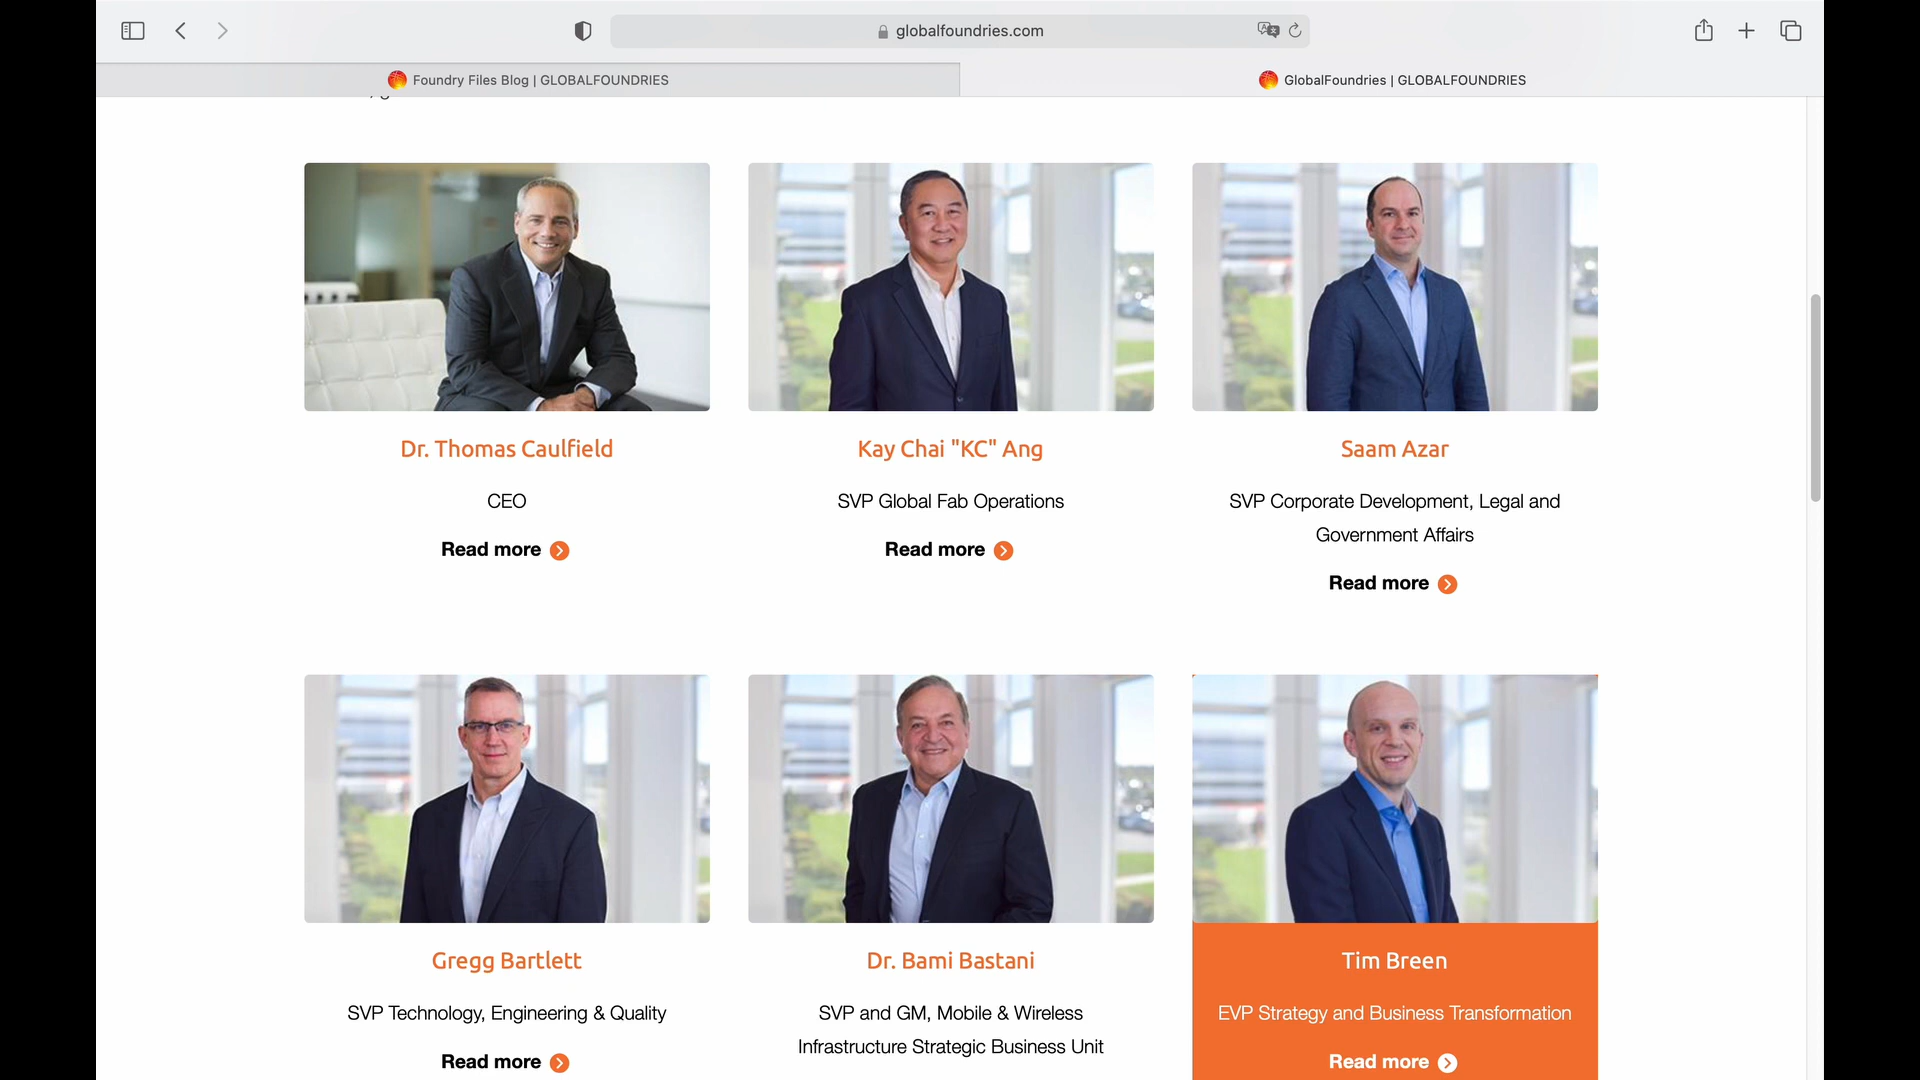 globalfoundries.com
Foundry Files Blog | GLOBALFOUNDRIES
GlobalFoundries | GLOBALFOUNDRIES
Dr. Thomas Caulfield
CEO
Read more
Kay Chai "KC" Ang
SVP Global Fab Operations
Read more
Saam Azar
SVP Corporate Development, Legal and
Government Affairs
Read more
Gregg Bartlett
SVP Technology, Engineering & Quality
Read more
Dr. Bami Bastani
SVP and GM, Mobile & Wireless
Infrastructure Strategic Business Unit
Tim Breen
EVP Strategy and Business Transformation
Read more